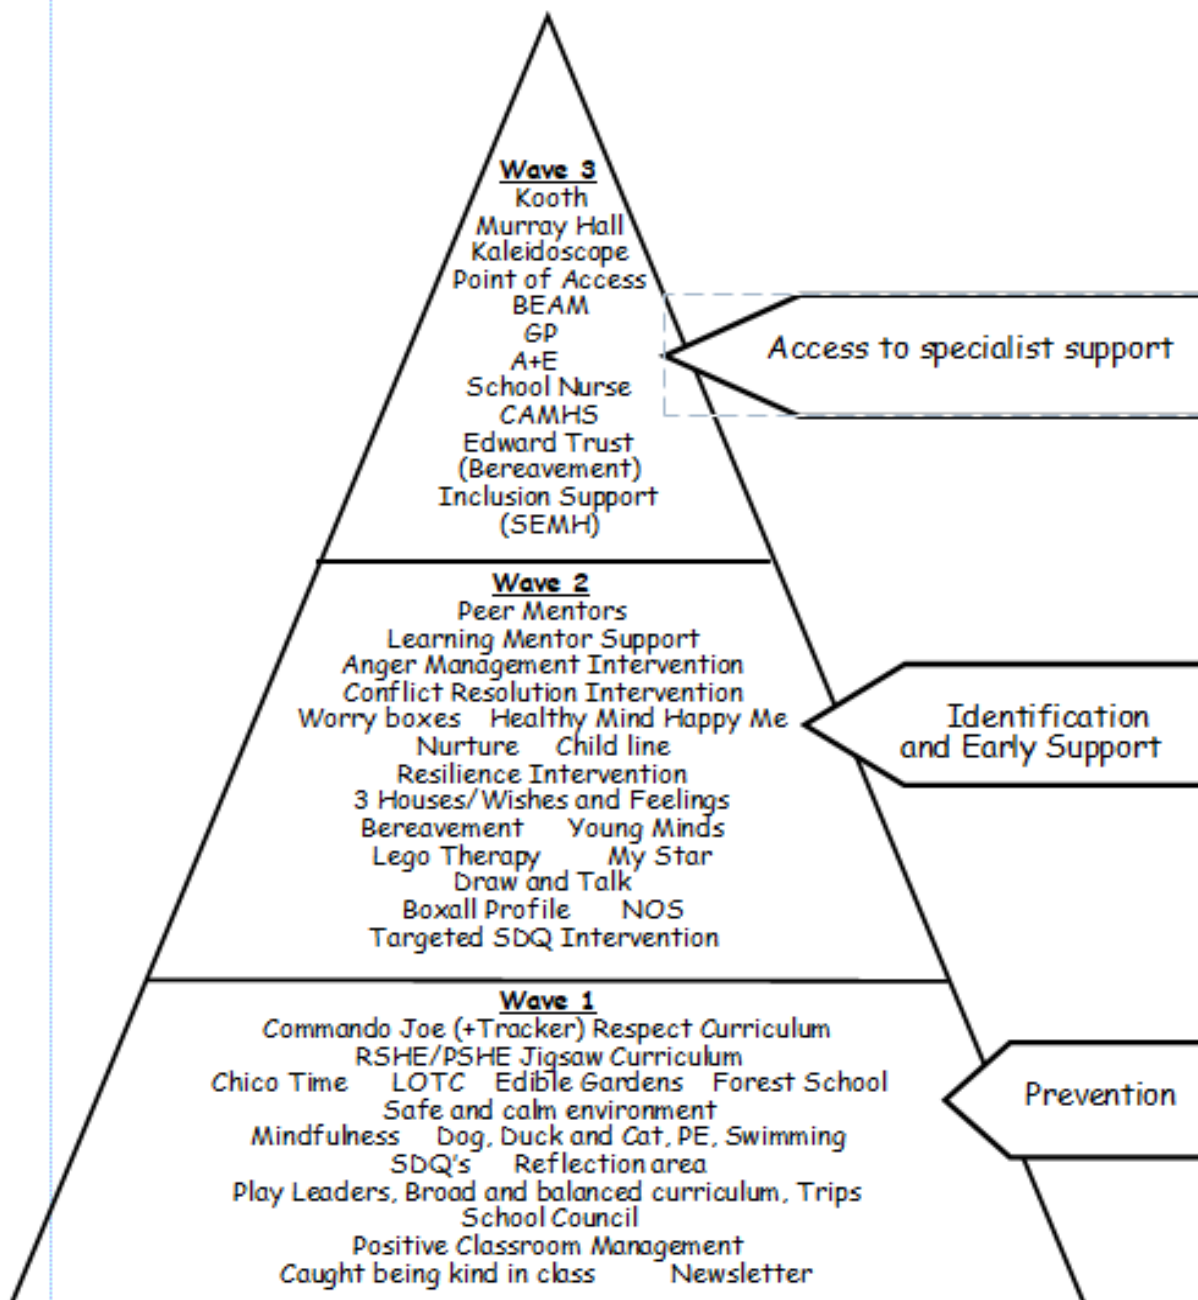 Wave 3
Kooth
Murray Hall
Kaleidoscope
Point of Access
BEAM
GP
A+E
School Nurse
CAMHS
Edward Trust
(Bereavement)
Inclusion Support
(SEMH)
Access to specialist support
Wave 2
Peer Mentors
Learning Mentor Support
Anger Management Intervention
Conflict Resolution Intervention
Worry boxes Healthy Mind Happy Me
Nurture Child line
Resilience Intervention
3 Houses/Wishes and Feelings
Bereavement Young Minds
Lego Therapy My Star
Draw and Talk
Boxall Profile NOS
Targeted SDQ Intervention
Identification
and Early Support
Wave 1
Commando Joe (+Tracker) Respect Curriculum
RSHE/PSHE Jigsaw Curriculum
Chico Time LOTC Edible Gardens Forest School
Safe and calm environment
Mindfulness Dog, Duck and Cat, PE, Swimming
SDQ's Reflection area
Play Leaders, Broad and balanced curriculum, Trips
School Council
Positive Classroom Management
Caught being kind in class Newsletter
Prevention